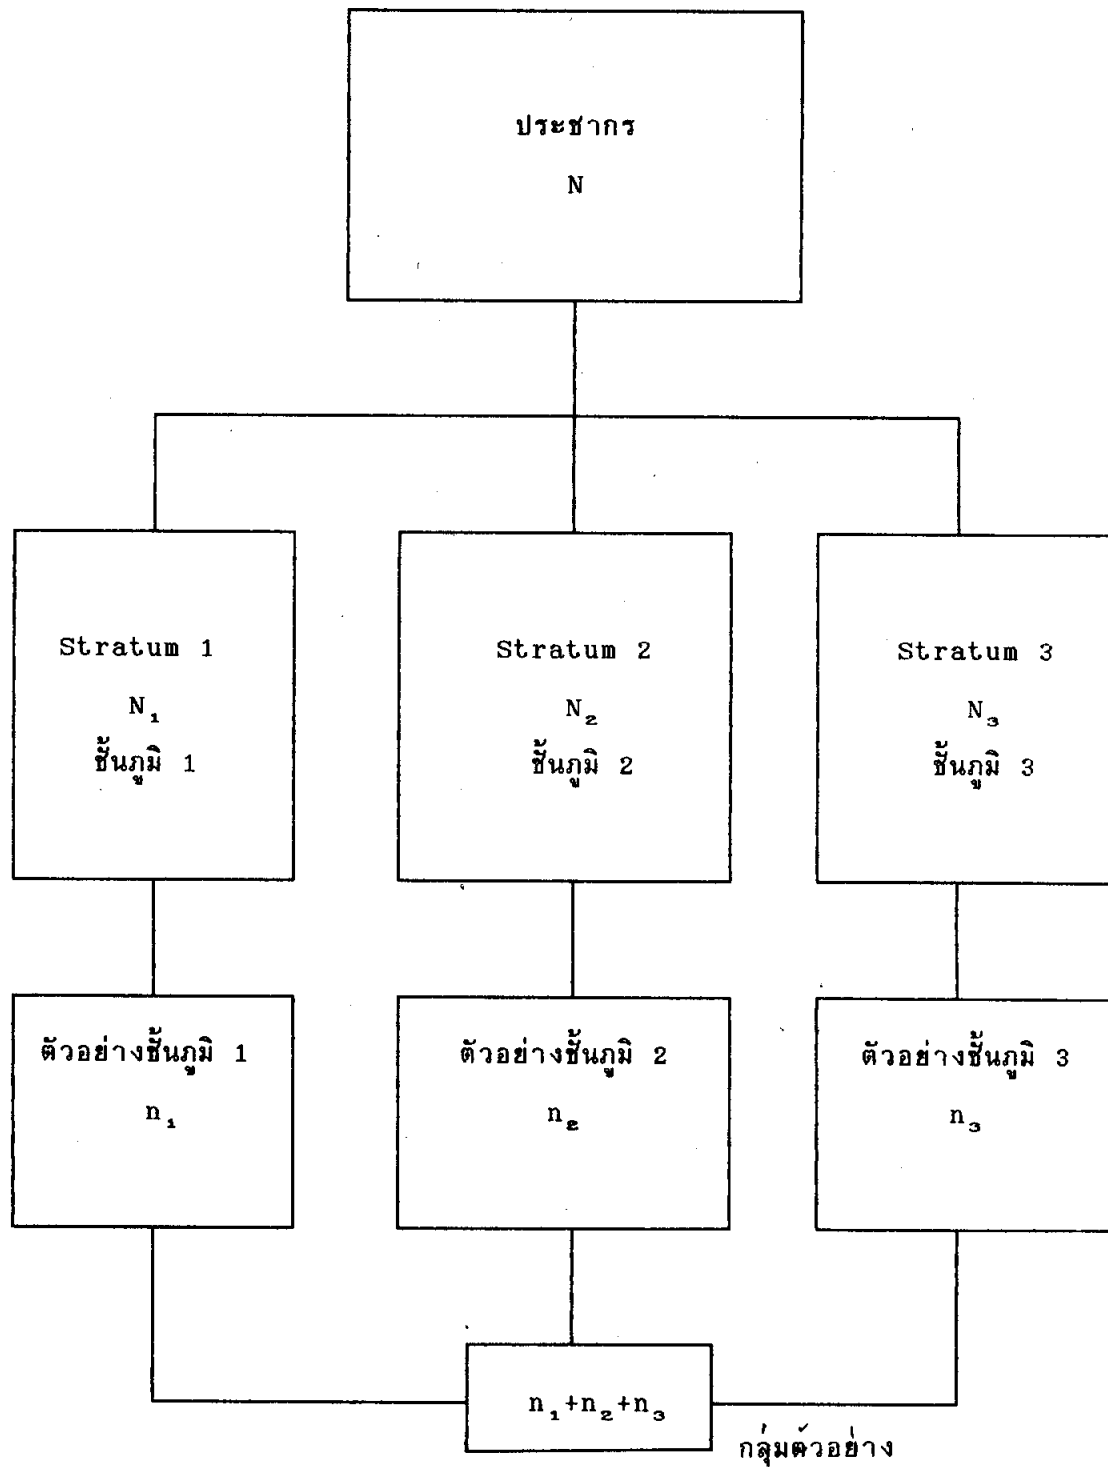 ประชากร
N
Stratum 1
N₁
ชั้นภูมิ 1
Stratum 2
N₂
ชั้นภูมิ 2
Stratum 3
N₃
ชั้นภูมิ 3
ตัวอย่างชั้นภูมิ 1
n₁
ตัวอย่างชั้นภูมิ 2
n₂
ตัวอย่างชั้นภูมิ 3
n₃
n₁+n₂+n₃
กลุ่มตัวอย่าง